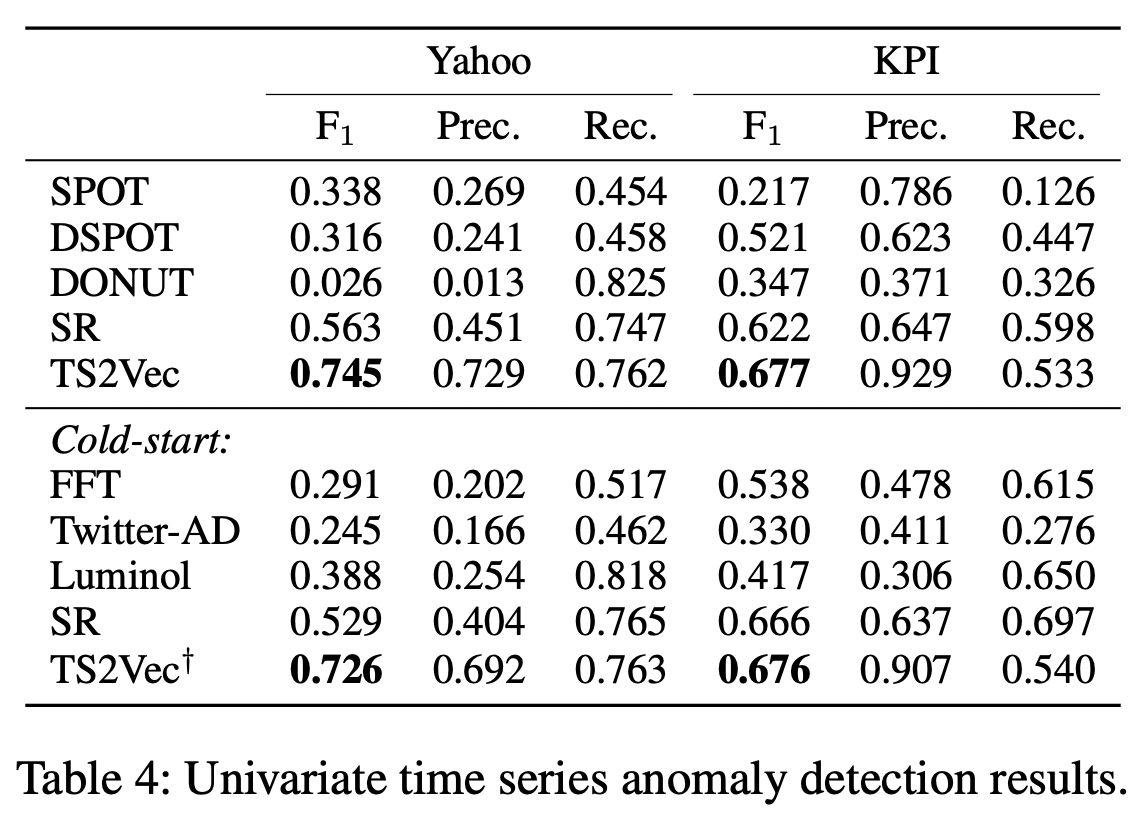 Yahoo KPI
F₁ Prec. Rec. F₁ Prec. Rec.
SPOT 0.338 0.269 0.454 0.217 0.786 0.126
DSPOT 0.316 0.241 0.458 0.521 0.623 0.447
DONUT 0.026 0.013 0.825 0.347 0.371 0.326
SR 0.563 0.451 0.747 0.622 0.647 0.598
TS2Vec 0.745 0.729 0.762 0.677 0.929 0.533
Cold-start:
FFT 0.291 0.202 0.517 0.538 0.478 0.615
Twitter-AD 0.245 0.166 0.462 0.330 0.411 0.276
Luminol 0.388 0.254 0.818 0.417 0.306 0.650
SR 0.529 0.404 0.765 0.666 0.637 0.697
TS2Vec† 0.726 0.692 0.763 0.676 0.907 0.540
Table 4: Univariate time series anomaly detection results.